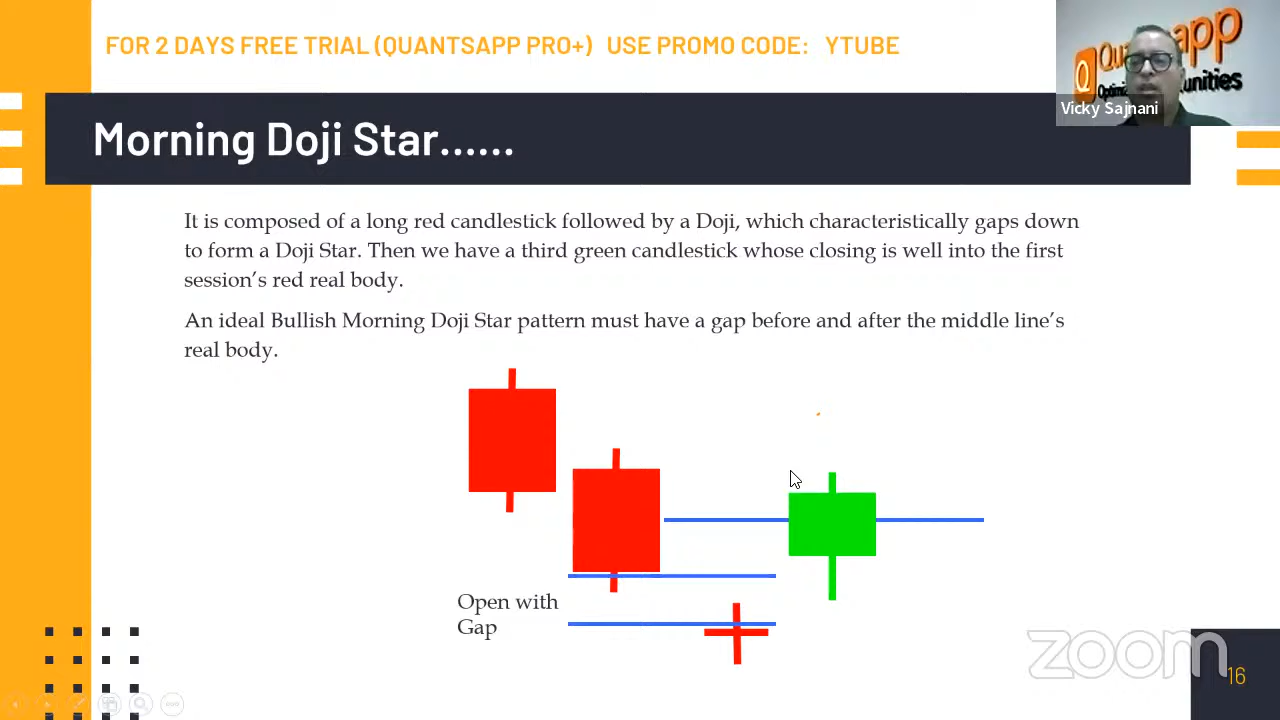 FOR 2 DAYS FREE TRIAL (QUANTSAPP PRO+) USE PROMO CODE: YTUBE
Vicky Sajnani
Morning Doji Star......
It is composed of a long red candlestick followed by a Doji, which characteristically gaps down
to form a Doji Star. Then we have a third green candlestick whose closing is well into the first
session's red real body.
An ideal Bullish Morning Doji Star pattern must have a gap before and after the middle line's
real body.
Open with
Gap
zoom
16